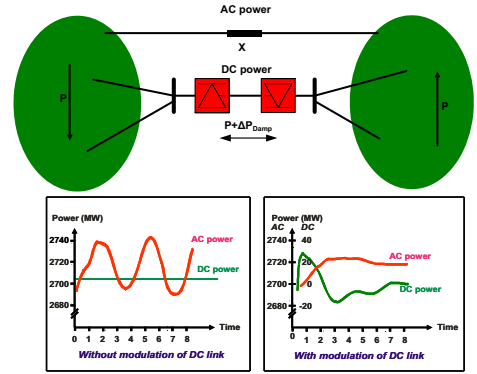 AC power
X
DC power
P
P
P+ΔPDamp
Power (MW)
2740
2720
2700
2680
AC power
DC power
Time
0 1 2 3 4 5 6 7 8
Without modulation of DC link
Power (MW)
AC DC
2740 40
2720 20
2700 0
2680 -20
AC power
DC power
Time
0 1 2 3 4 5 6 7 8
With modulation of DC link